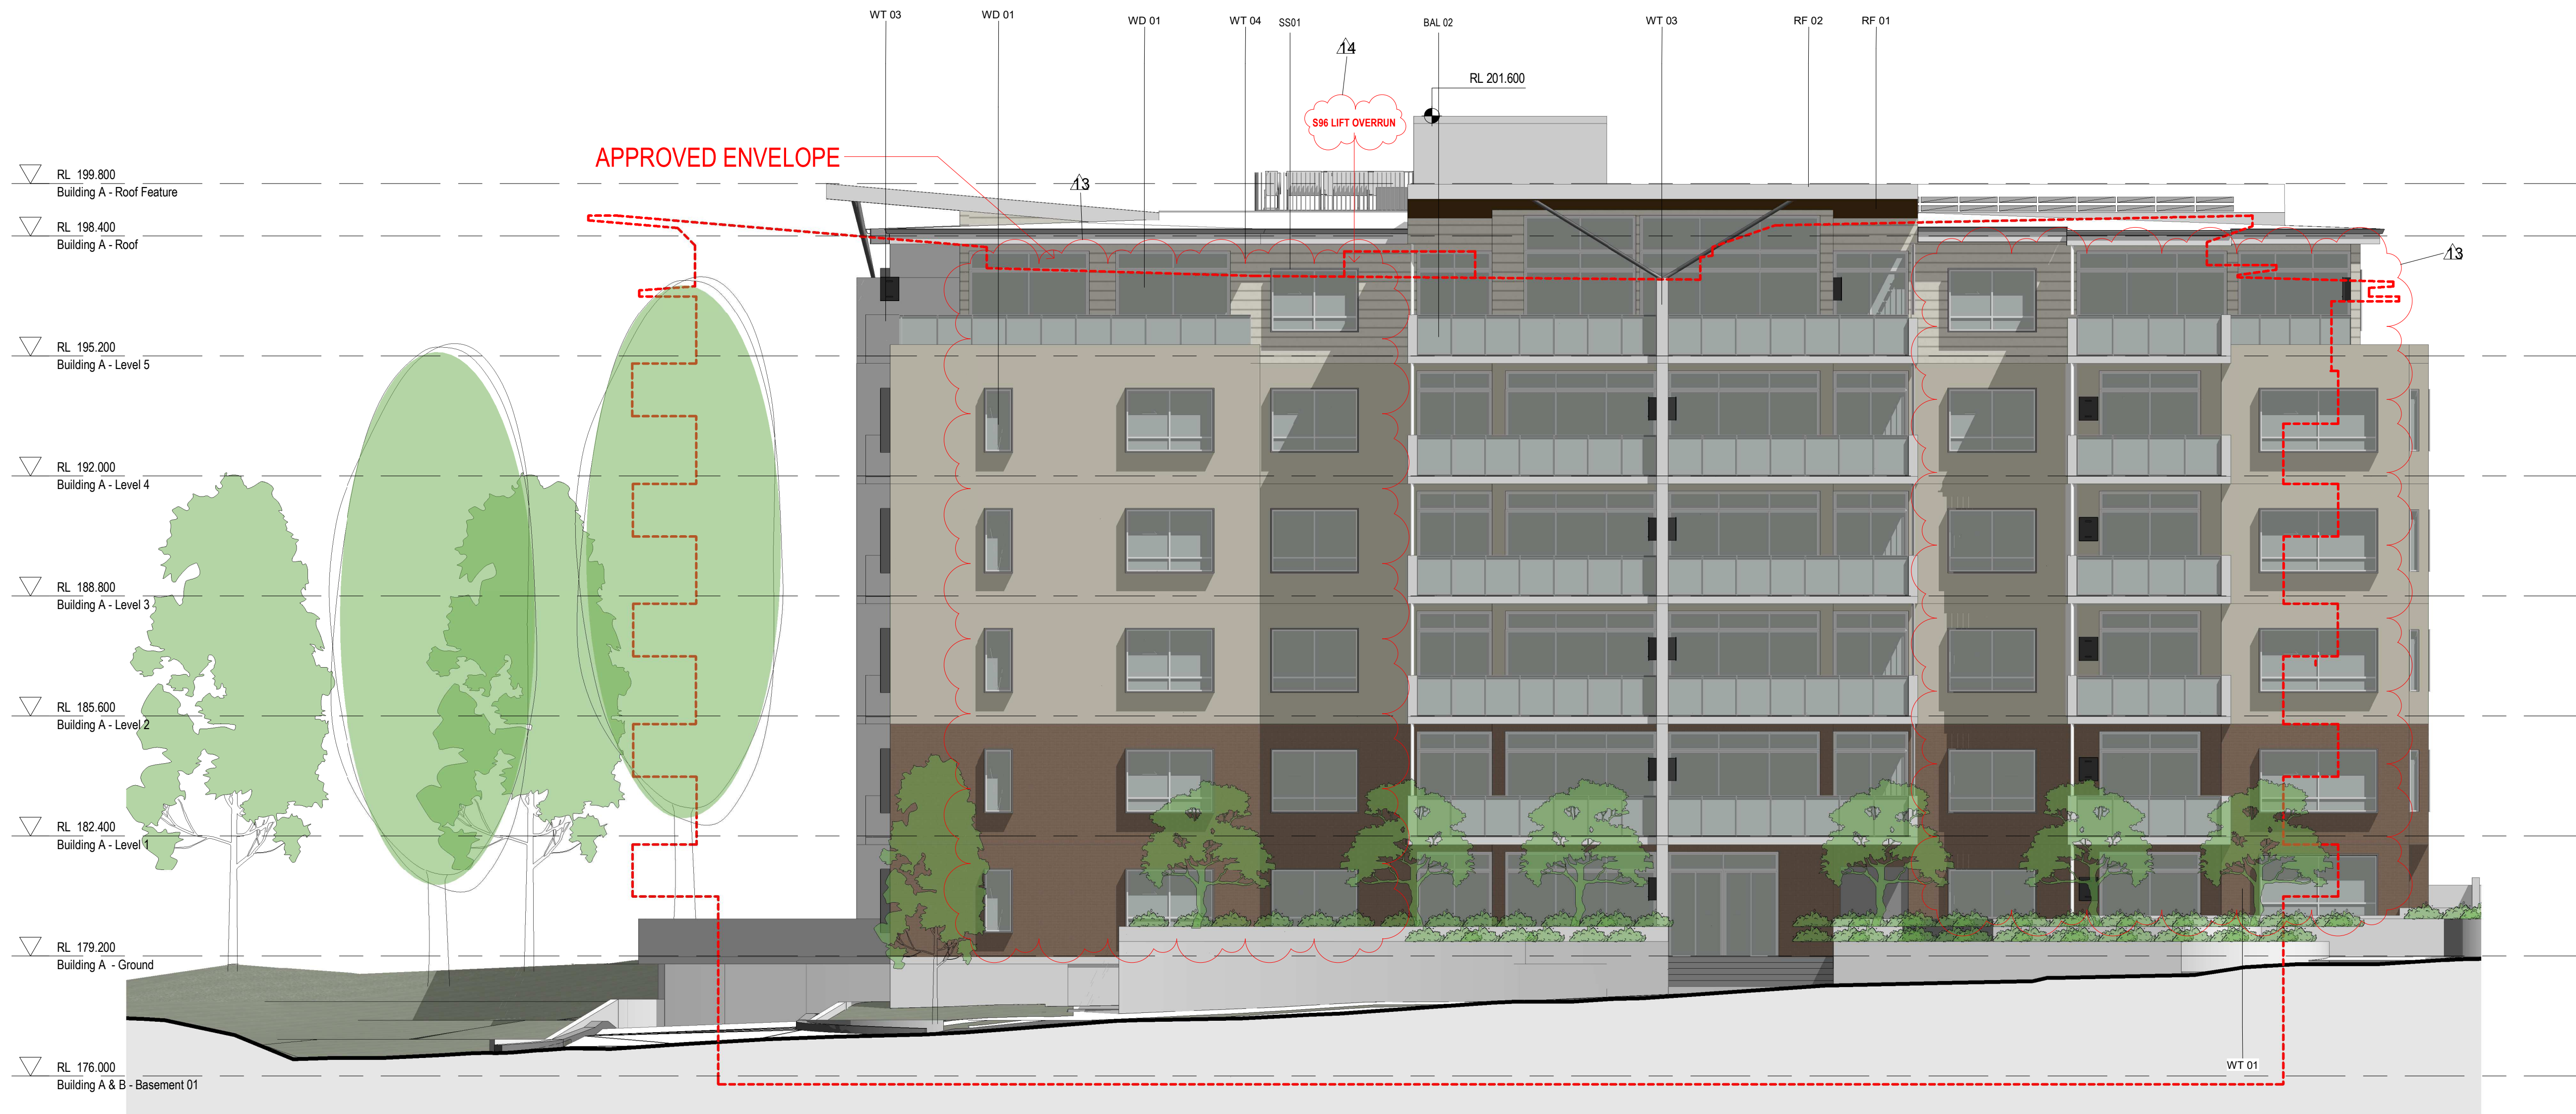 WT 03
WD 01
WD 01
WT 04
SS01
BAL 02
WT 03
RF 02
RF 01
14
RL 201.600
S96 LIFT OVERRUN
APPROVED ENVELOPE
13
RL 199.800
Building A - Roof Feature
RL 198.400
Building A - Roof
13
RL 195.200
Building A - Level 5
RL 192.000
Building A - Level 4
RL 188.800
Building A - Level 3
RL 185.600
Building A - Level 2
RL 182.400
Building A - Level 1
RL 179.200
Building A - Ground
RL 176.000
Building A & B - Basement 01
WT 01